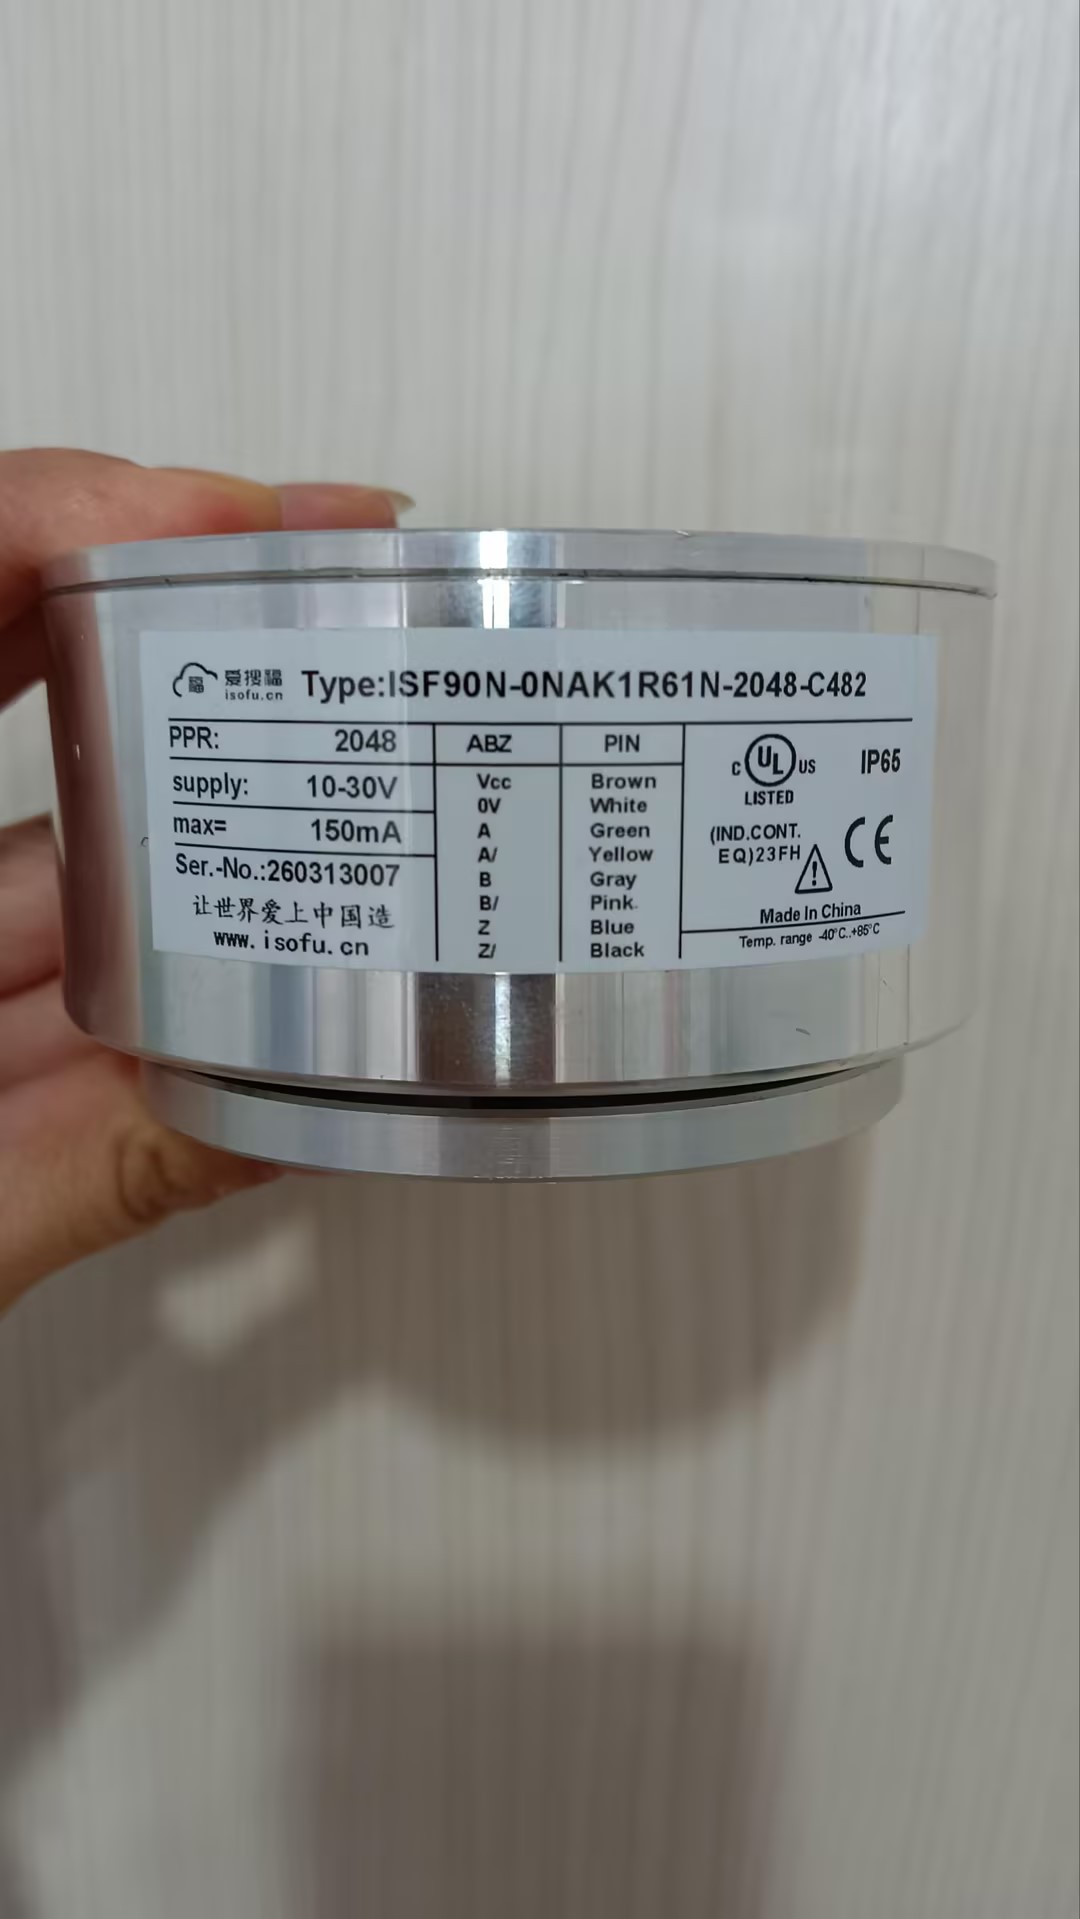 爱搜福
isofu.cn
Type:ISF90N-0NAK1R61N-2048-C482
PPR: 2048
supply: 10-30V
max= 150mA
Ser.-No.:260313007
让世界爱上中国造
www.isofu.cn
ABZ PIN
Vcc Brown
0V White
A Green
A/ Yellow
B Gray
B/ Pink
Z Blue
Z/ Black
C UL US
LISTED
IP65
(IND.CONT.
EQ)23FH
CE
Made In China
Temp. range -40°C..+85°C